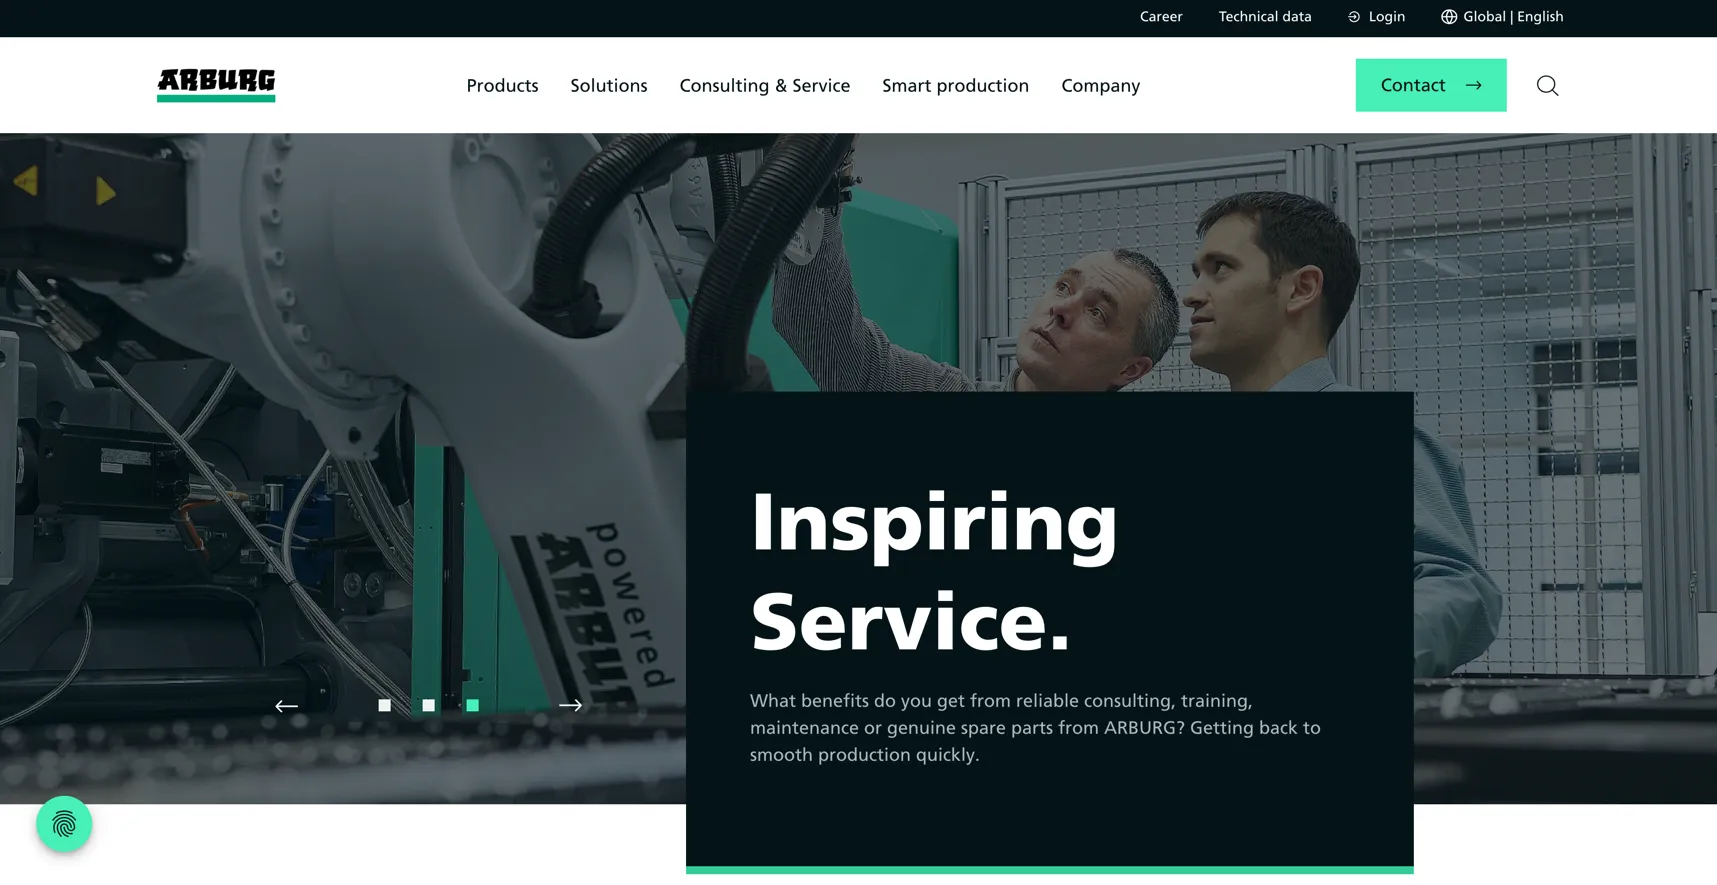 Career Technical data Login Global | English
ARBURG
Products Solutions Consulting & Service Smart production Company Contact
powered
ARBU
Inspiring
Service.
What benefits do you get from reliable consulting, training,
maintenance or genuine spare parts from ARBURG? Getting back to
smooth production quickly.